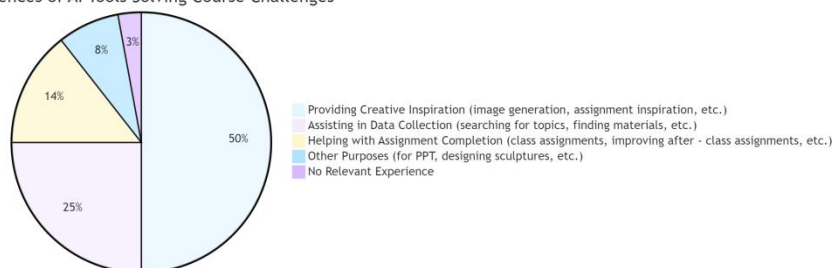 of AI Tools Solving Course Challenges
3%
8%
14%
50%
25%
Providing Creative Inspiration (image generation, assignment inspiration, etc.)
Assisting in Data Collection (searching for topics, finding materials, etc.)
Helping with Assignment Completion (class assignments, improving after - class assignments, etc.)
Other Purposes (for PPT, designing sculptures, etc.)
No Relevant Experience